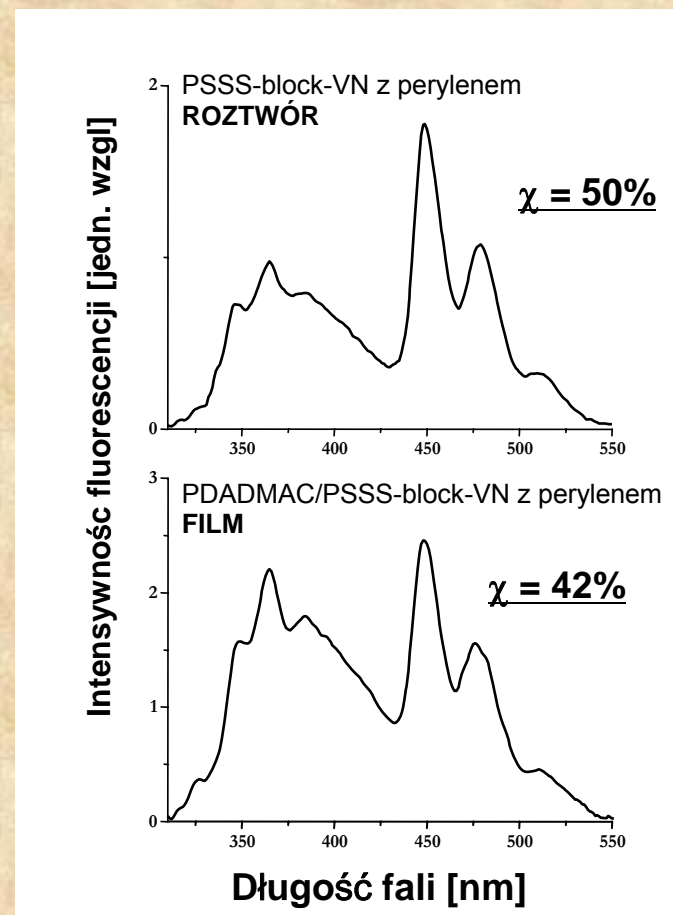 Intensywnośc fluorescencji [jedn. wzgl]
2
PSSS-block-VN z perylenem
ROZTWÓR
χ = 50%
0
350 400 450 500 550
3
PDADMAC/PSSS-block-VN z perylenem
FILM
2
χ = 42%
1
0
350 400 450 500 550
Długość fali [nm]